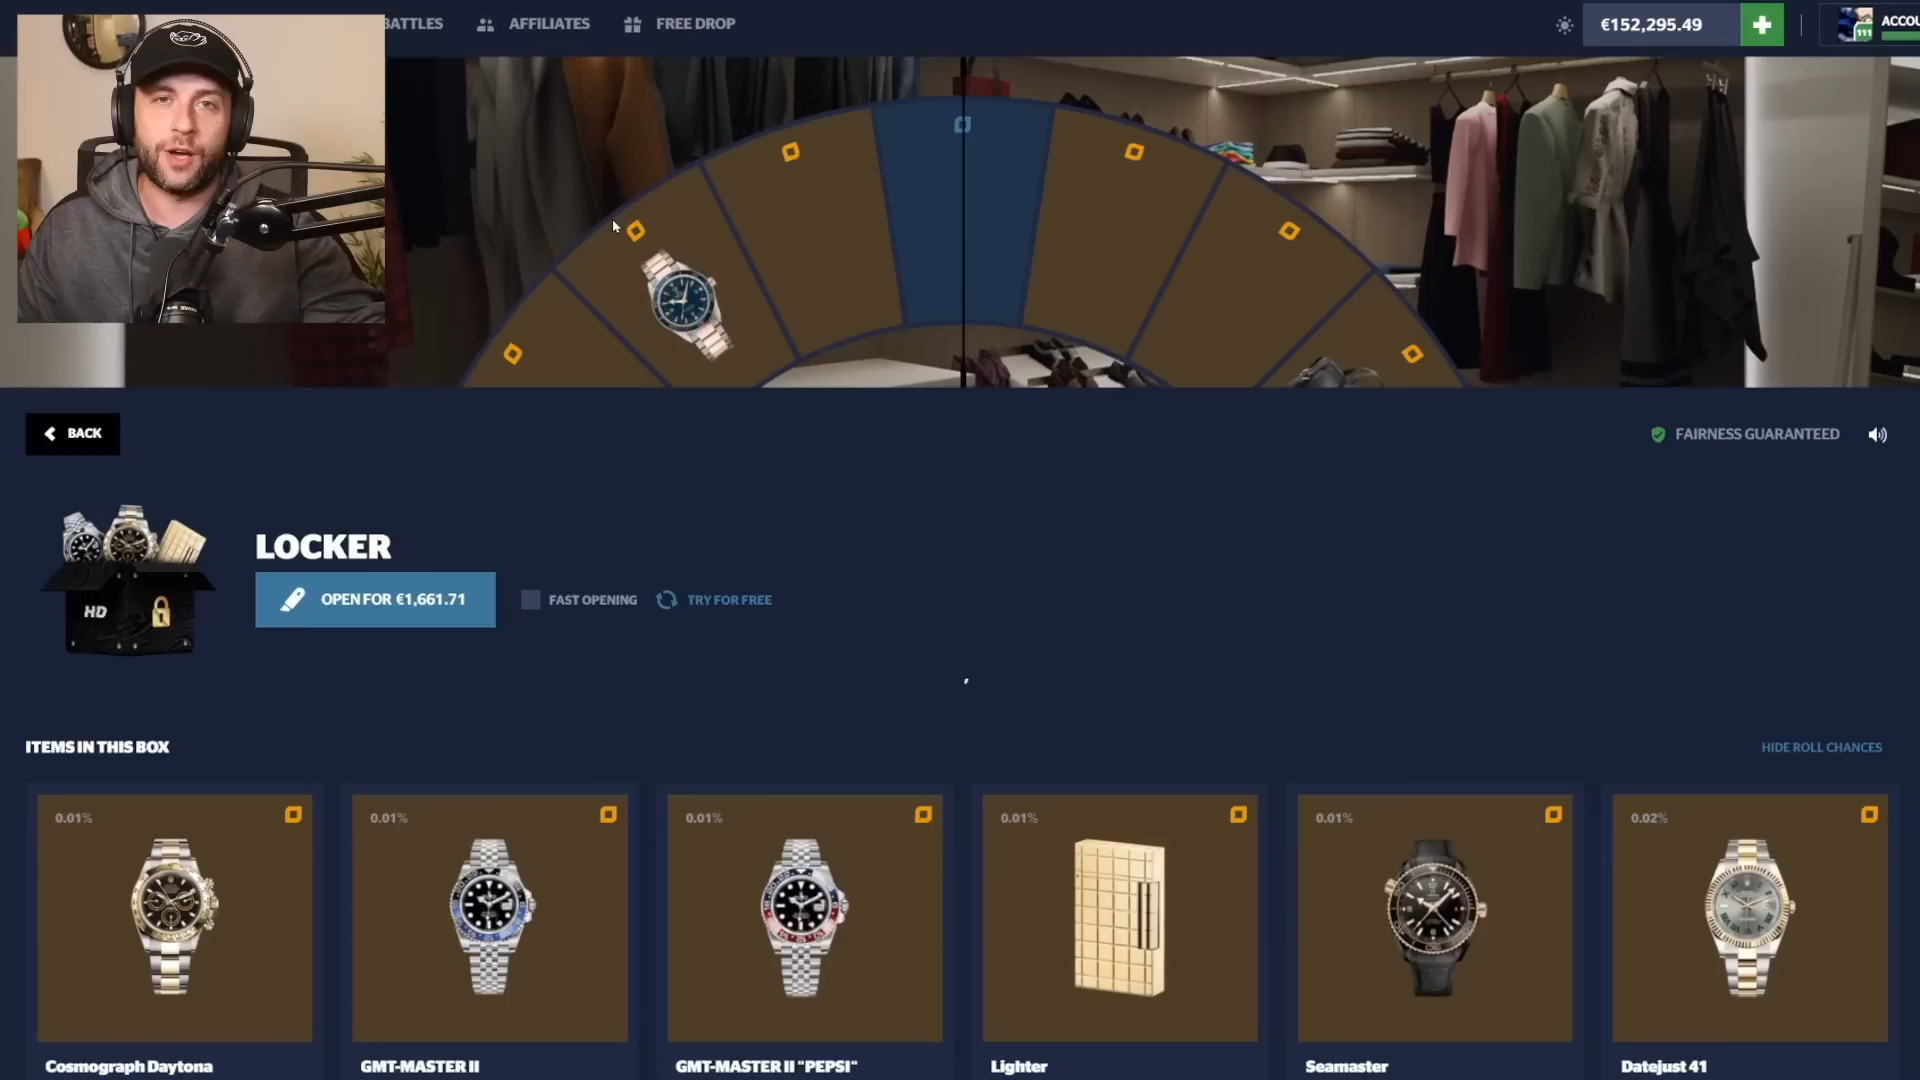 BATTLES
AFFILIATES
FREE DROP
€152,295.49
111
ACCOU
BACK
FAIRNESS GUARANTEED
HD
LOCKER
OPEN FOR €1,661.71
FAST OPENING
TRY FOR FREE
ITEMS IN THIS BOX
HIDE ROLL CHANCES
0.01%
0.01%
0.01%
0.01%
0.01%
0.02%
Cosmograph Daytona
GMT-MASTER II
GMT-MASTER II "PEPSI"
Lighter
Seamaster
Datejust 41